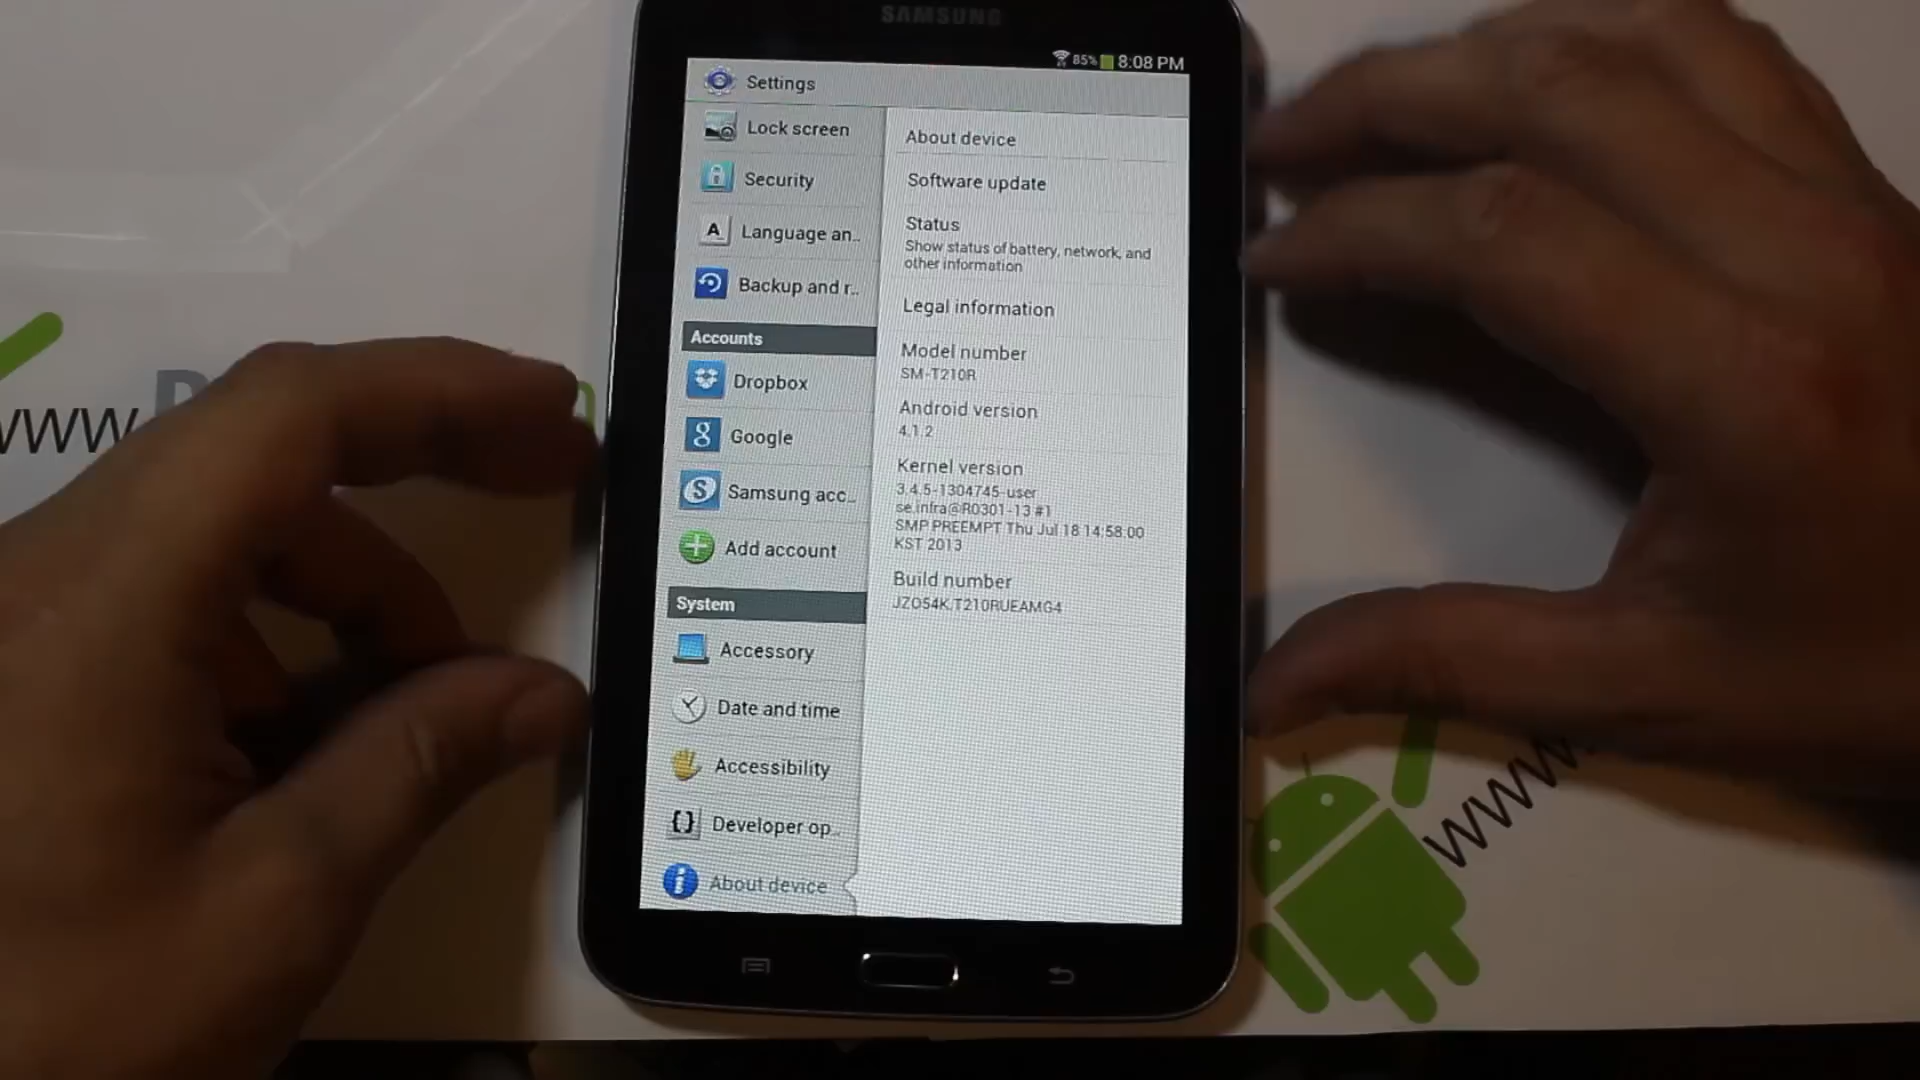 SAMSUNG
85% 8:08 PM
Settings
Lock screen
Security
Language an..
Backup and r..
Accounts
Dropbox
Google
Samsung acc..
Add account
System
Accessory
Date and time
Accessibility
Developer op..
About device
About device
Software update
Status
Show status of battery, network, and
other information
Legal information
Model number
SM-T210R
Android version
4.1.2
Kernel version
3.4.5-1304745-user
se.infra@R0301-13 #1
SMP PREEMPT Thu Jul 18 14:58:00
KST 2013
Build number
JZO54K.T210RUEAMG4
www.
www.